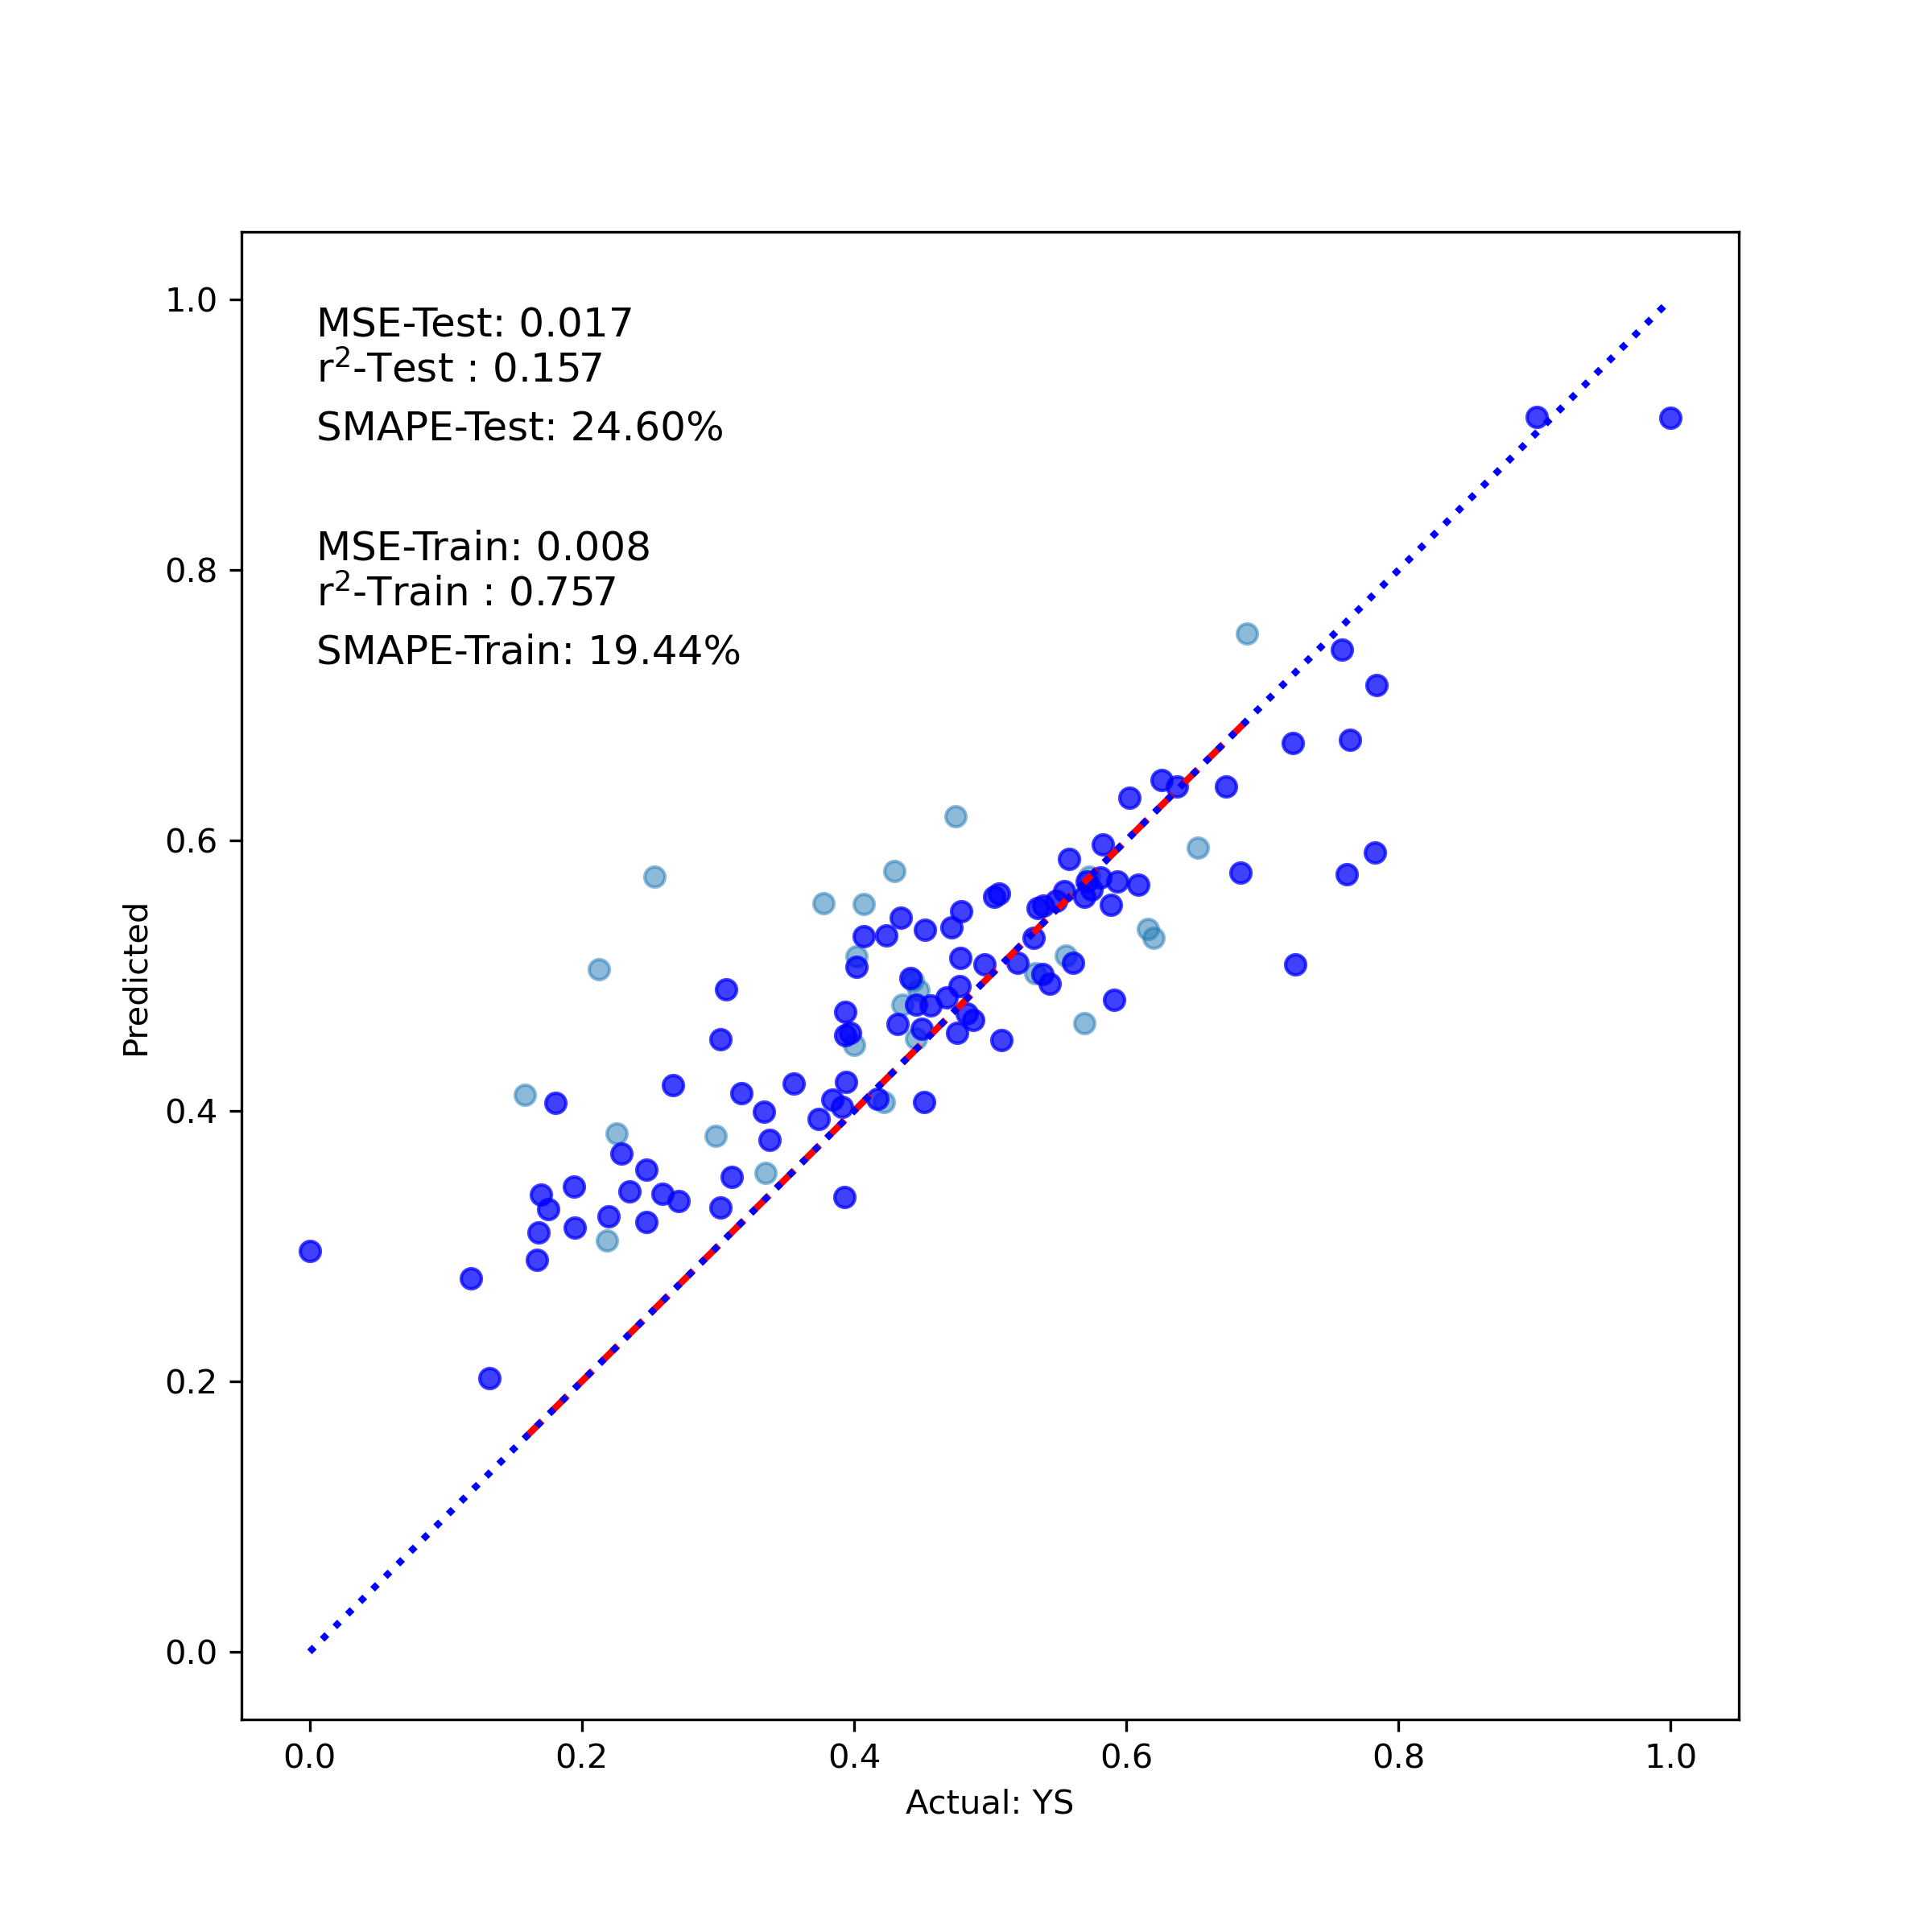 MSE-Test: 0.017
r²-Test : 0.157
SMAPE-Test: 24.60%
MSE-Train: 0.008
r²-Train : 0.757
SMAPE-Train: 19.44%
1.0
0.8
0.6
0.4
0.2
0.0
Predicted
0.0 0.2 0.4 0.6 0.8 1.0
Actual: YS